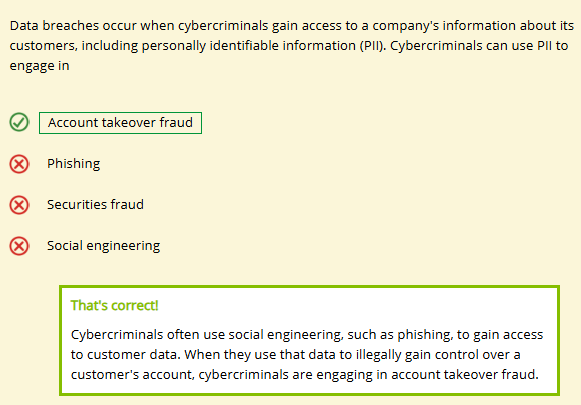 Data breaches occur when cybercriminals gain access to a company's information about its
customers, including personally identifiable information (PII). Cybercriminals can use PII to
engage in
Account takeover fraud
Phishing
Securities fraud
Social engineering
That's correct!
Cybercriminals often use social engineering, such as phishing, to gain access
to customer data. When they use that data to illegally gain control over a
customer's account, cybercriminals are engaging in account takeover fraud.